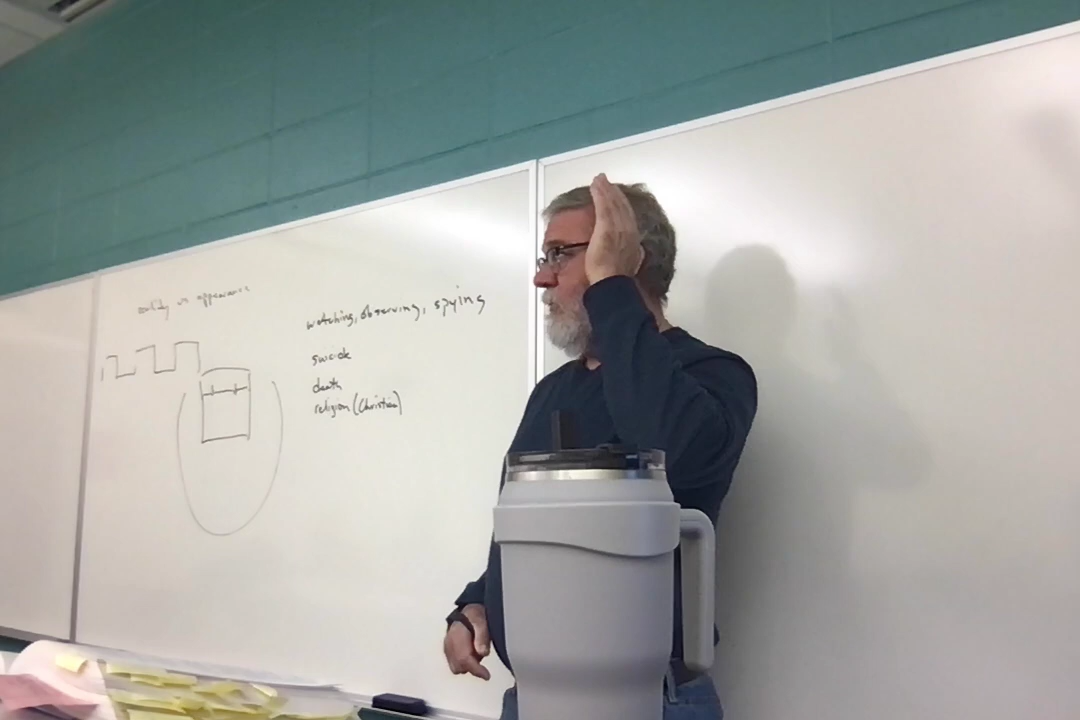 reality vs appearance
watching, observing, spying
suicide
death
religion (Christian)